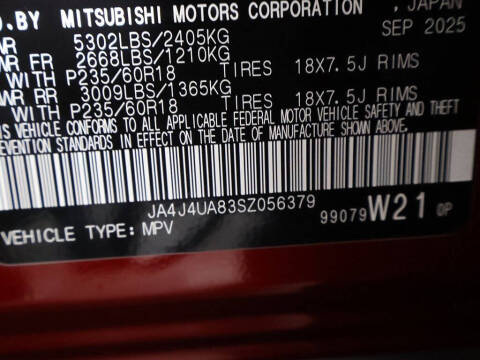 D.BY MITSUBISHI MOTORS CORPORATION , JAPAN
SEP 2025
WR 5302LBS/2405KG
WR FR 2668LBS/1210KG
WITH P235/60R18 TIRES 18X7.5J RIMS
WR RR 3009LBS/1365KG
WITH P235/60R18 TIRES 18X7.5J RIMS
IS VEHICLE CONFORMS TO ALL APPLICABLE FEDERAL MOTOR VEHICLE SAFETY AND THEFT
EVENTION STANDARDS IN EFFECT ON THE DATE OF MANUFACTURE SHOWN ABOVE.
JA4J4UA83SZ056379
99079 W21 0P
VEHICLE TYPE: MPV